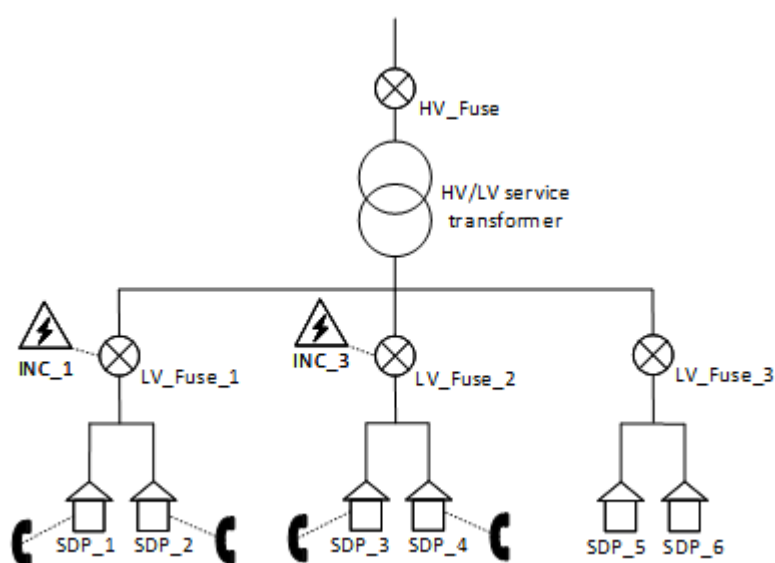 HV_Fuse
HV/LV service
transformer
INC_1
LV_Fuse_1
INC_3
LV_Fuse_2
LV_Fuse_3
SDP_1
SDP_2
SDP_3
SDP_4
SDP_5
SDP_6